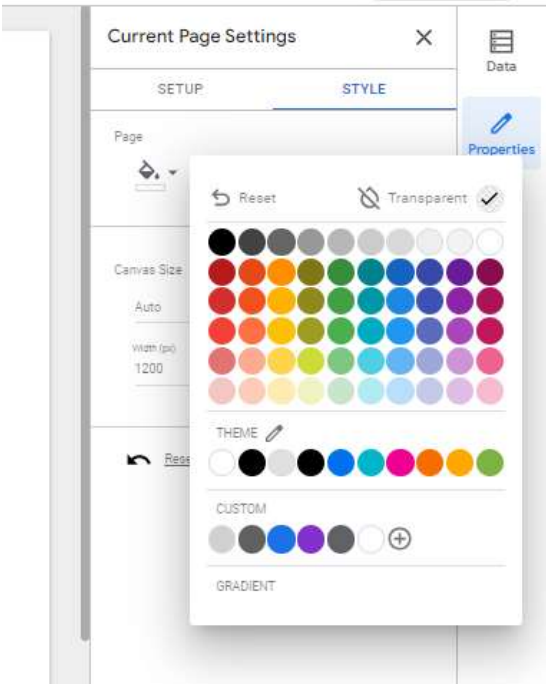 Current Page Settings
Data
SETUP
STYLE
Page
Properties
Reset
Transparent
Canvas Size
Auto
Width (px)
1200
THEME
Rese
CUSTOM
GRADIENT